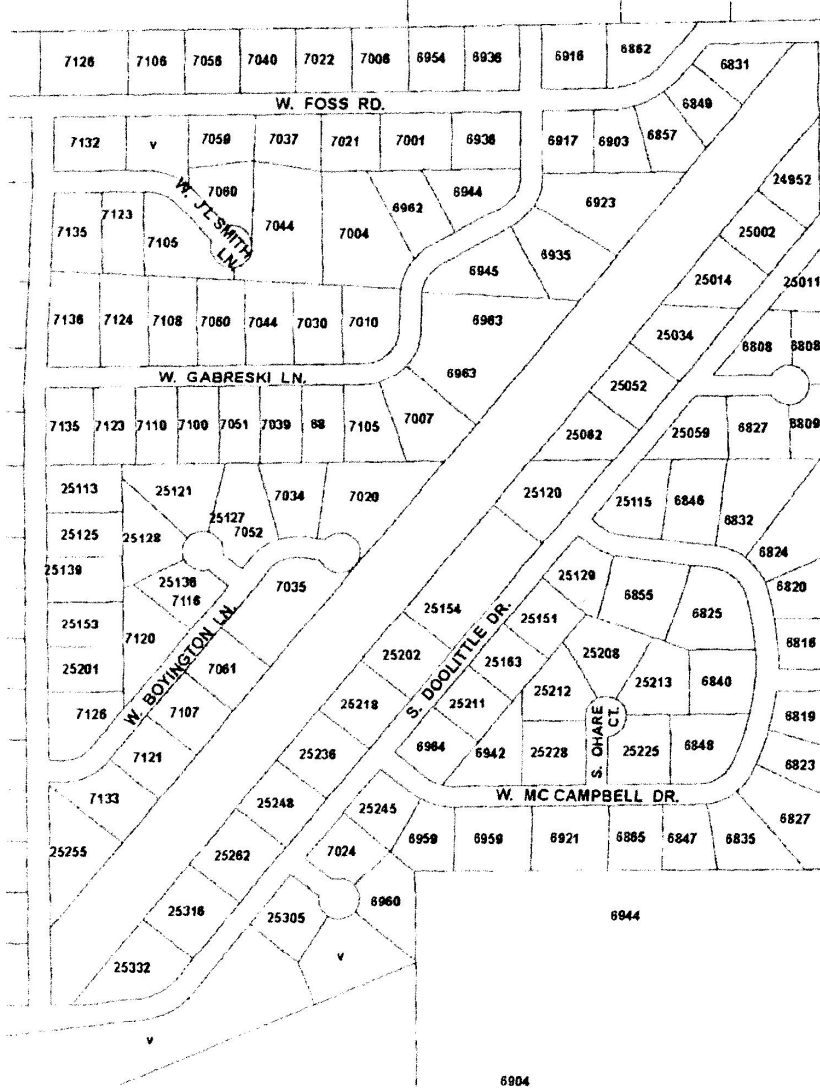 7126 7106 7056 7040 7022 7006 6954 6936 6916 6862
6831
6849
W. FOSS RD.
7132 v 7059 7037 7021 7001 6936 6917 6903 6857
24952
W. JL SMITH LN.
7060 6962 6944 6923
7135 7123 7105 7044 7004 6935 25002
6945 25014 25011
7136 7124 7108 7060 7044 7030 7010 6963 25034
6808 6808
W. GABRESKI LN.
6963 25052
7135 7123 7110 7100 7051 7039 68 7105 7007 25062 25059 6827 6809
25113 25121 7034 7020 25120 25115 6846
25127 6832
25125 25128 7052
6824
25139 25136 7035 25129 6820
7116 6855
25153 7120 25154 25151 6825
W. BOYINGTON LN.
S. DOOLITTLE DR.
6816
25201 7061 25202 25163 25208
25212 25213 6840
7126 7107 25218 25211
6819
7121 25236 6964 6942 25228 25225 6848
S. OHARE CT.
6823
7133 25248 25245
W. MC CAMPBELL DR.
6827
25255 25262 7024 6959 6959 6921 6865 6847 6835
6960
25316 25305 6944
25332 v
v
6904